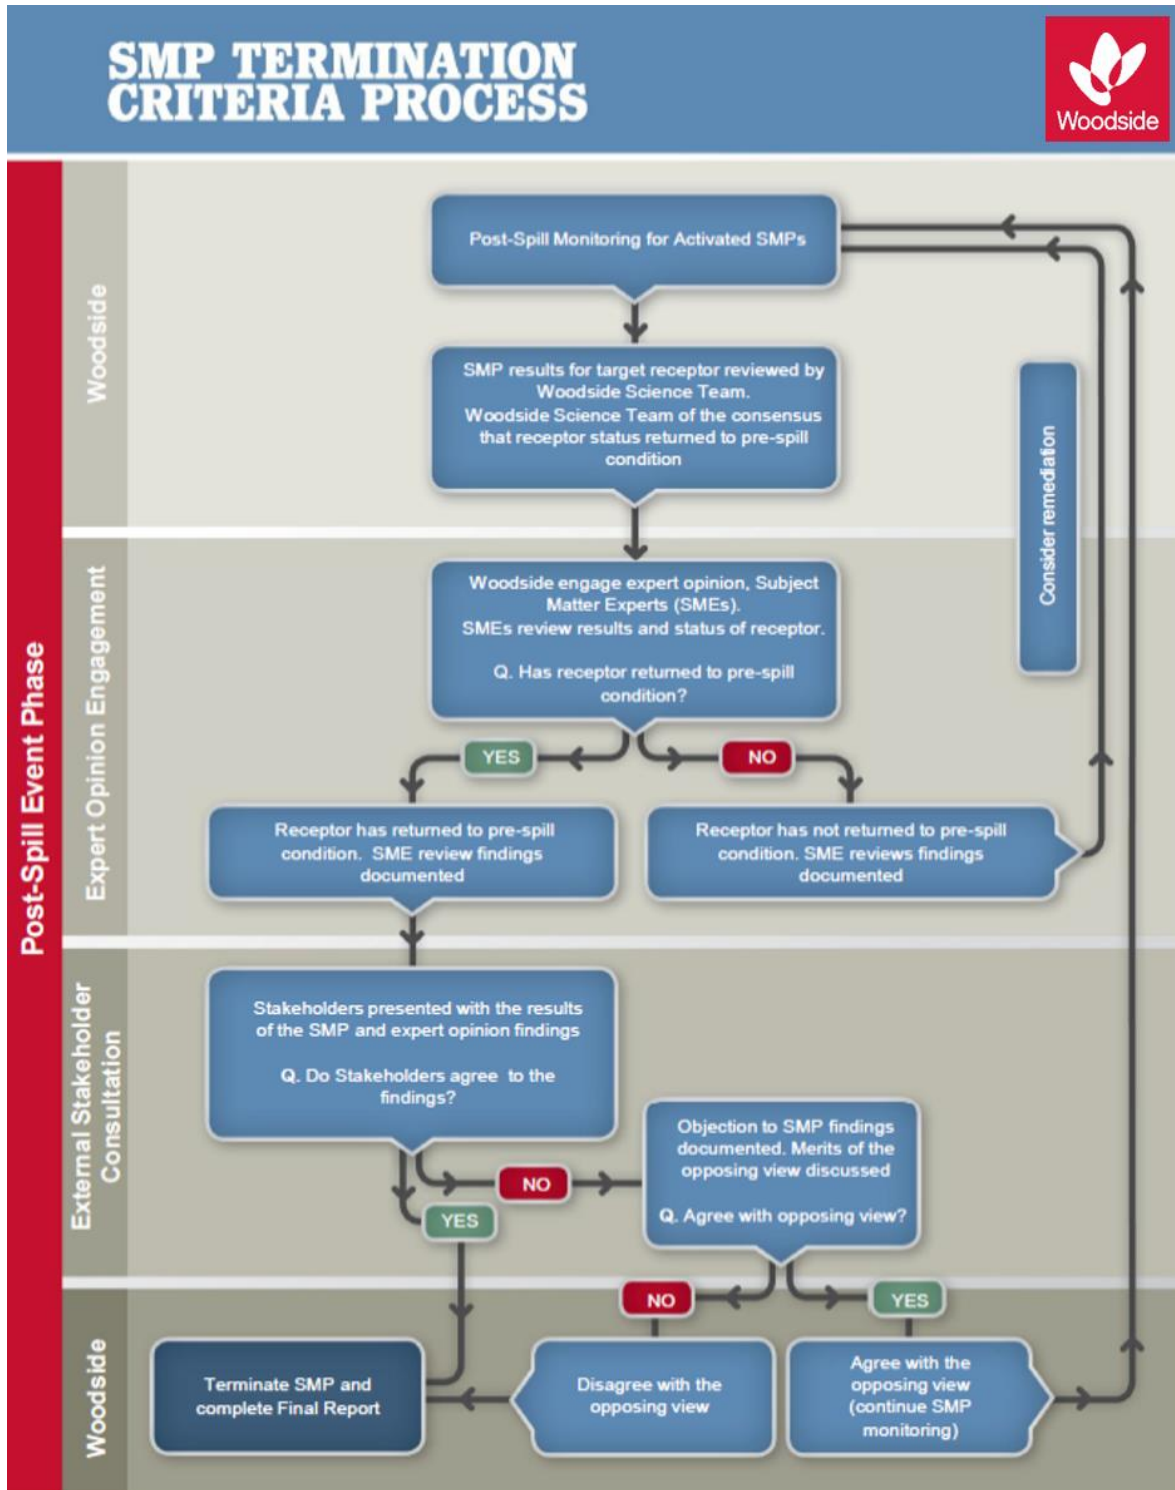 SMP TERMINATION
CRITERIA PROCESS
Woodside
Post-Spill Event Phase
Woodside
Post-Spill Monitoring for Activated SMPs
SMP results for target receptor reviewed by
Woodside Science Team.
Woodside Science Team of the consensus
that receptor status returned to pre-spill
condition
Consider remediation
Expert Opinion Engagement
Woodside engage expert opinion, Subject
Matter Experts (SMEs).
SMEs review results and status of receptor.
Q. Has receptor returned to pre-spill
condition?
YES
NO
Receptor has returned to pre-spill
condition. SME review findings
documented
Receptor has not returned to pre-spill
condition. SME reviews findings
documented
External Stakeholder
Consultation
Stakeholders presented with the results
of the SMP and expert opinion findings
Q. Do Stakeholders agree to the
findings?
NO
YES
Objection to SMP findings
documented. Merits of the
opposing view discussed
Q. Agree with opposing view?
NO
YES
Woodside
Terminate SMP and
complete Final Report
Disagree with the
opposing view
Agree with the
opposing view
(continue SMP
monitoring)